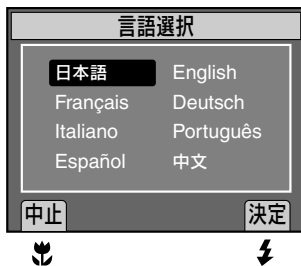 言語選択
日本語 English
Français Deutsch
Italiano Português
Español 中文
中止 決定